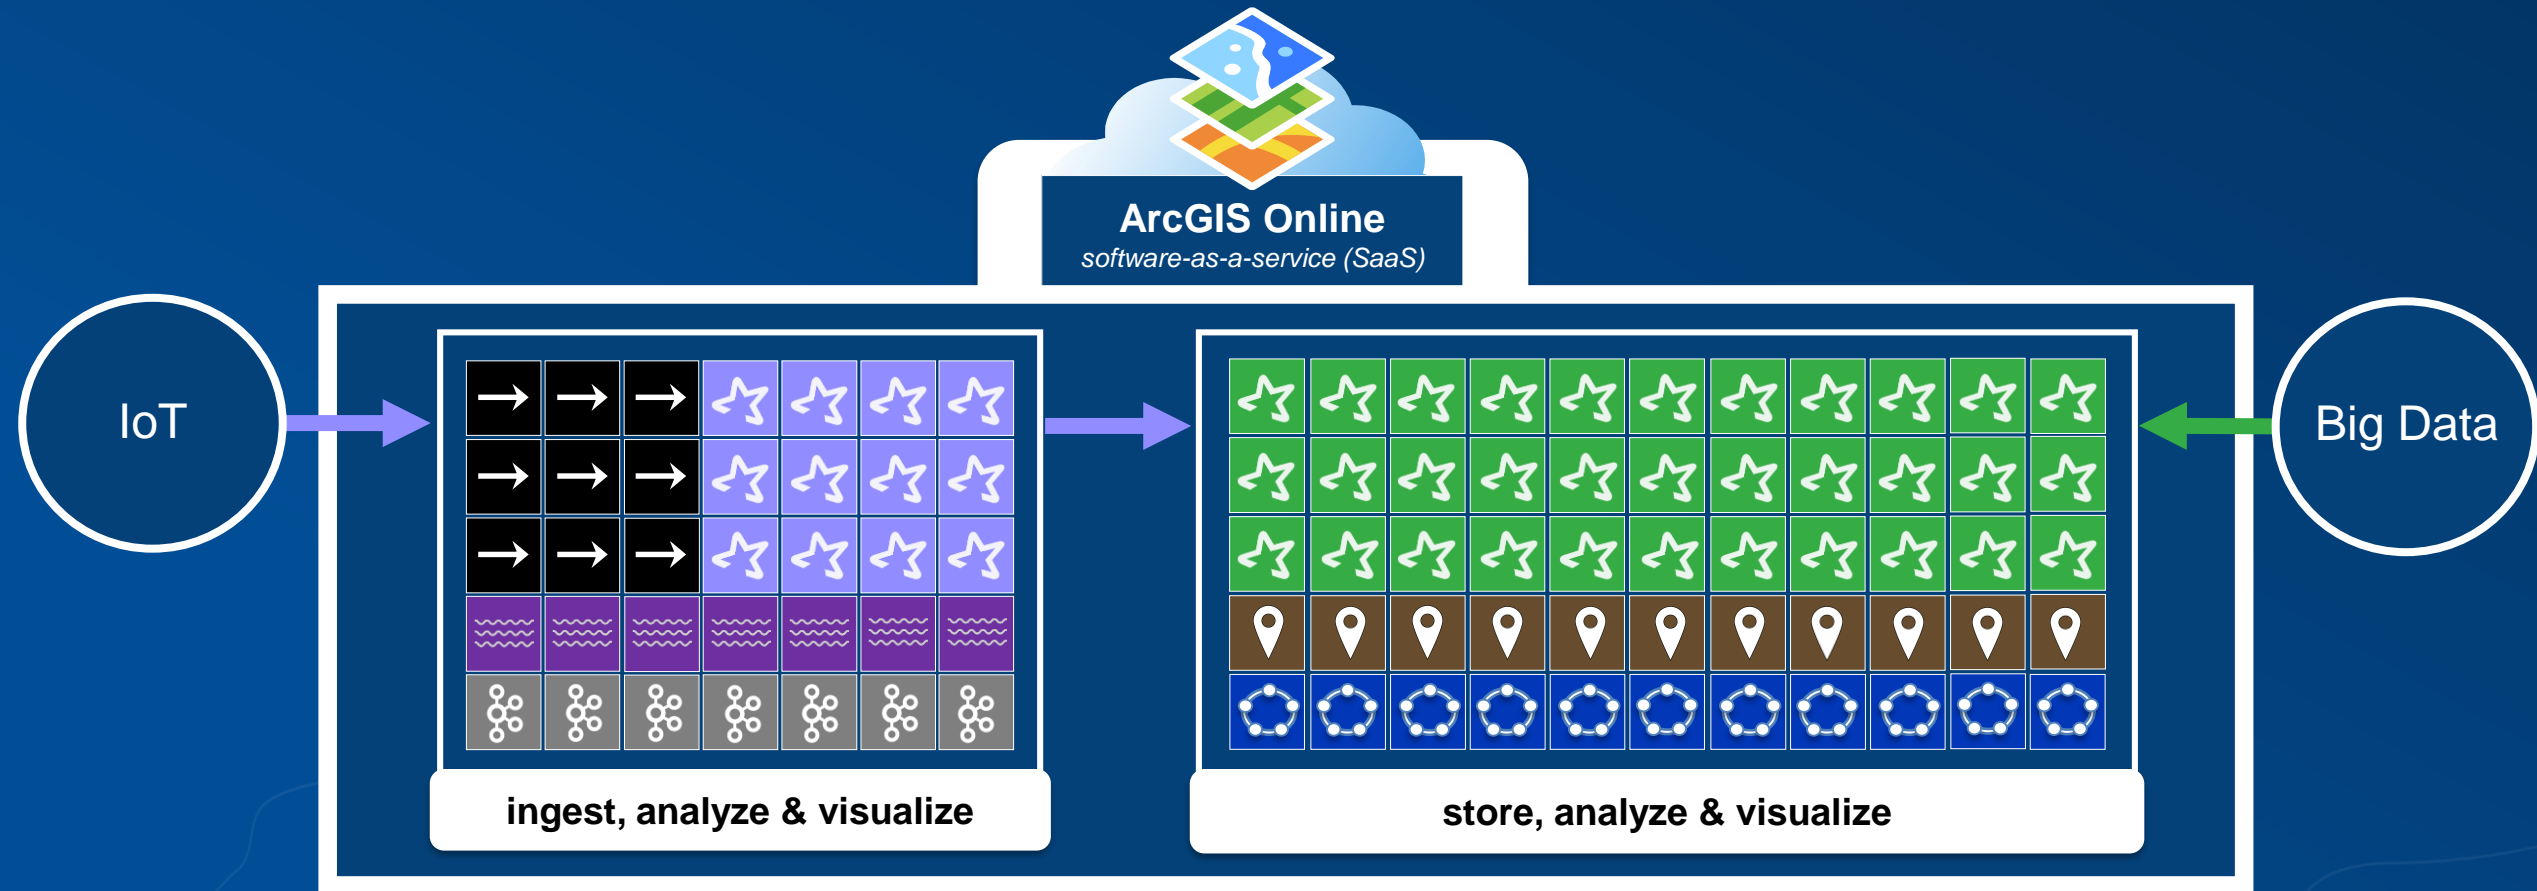 ArcGIS Online
software-as-a-service (SaaS)
IoT
Big Data
ingest, analyze & visualize
store, analyze & visualize